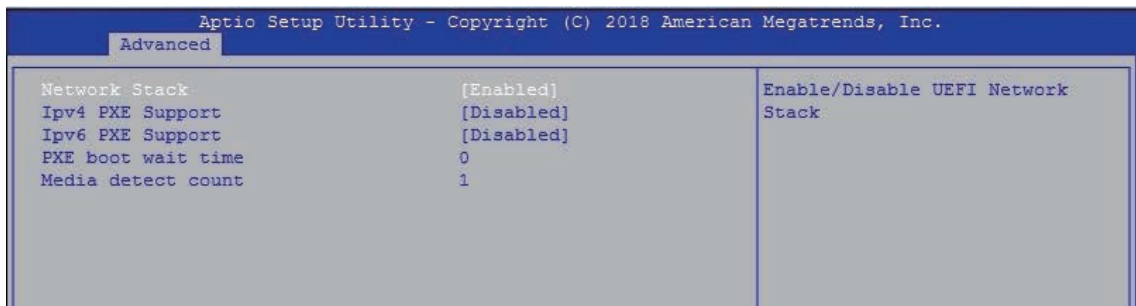 Aptio Setup Utility - Copyright (C) 2018 American Megatrends, Inc.
Advanced
Network Stack [Enabled]
Ipv4 PXE Support [Disabled]
Ipv6 PXE Support [Disabled]
PXE boot wait time 0
Media detect count 1
Enable/Disable UEFI Network
Stack